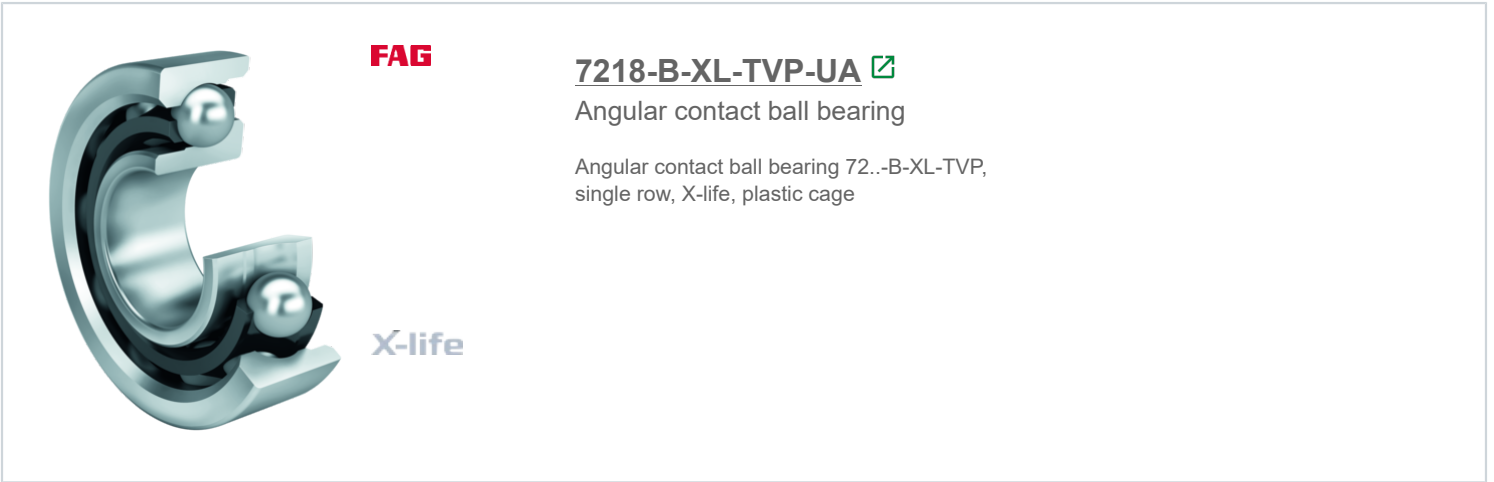 FAG
7218-B-XL-TVP-UA
Angular contact ball bearing
Angular contact ball bearing 72..-B-XL-TVP,
single row, X-life, plastic cage
X-life